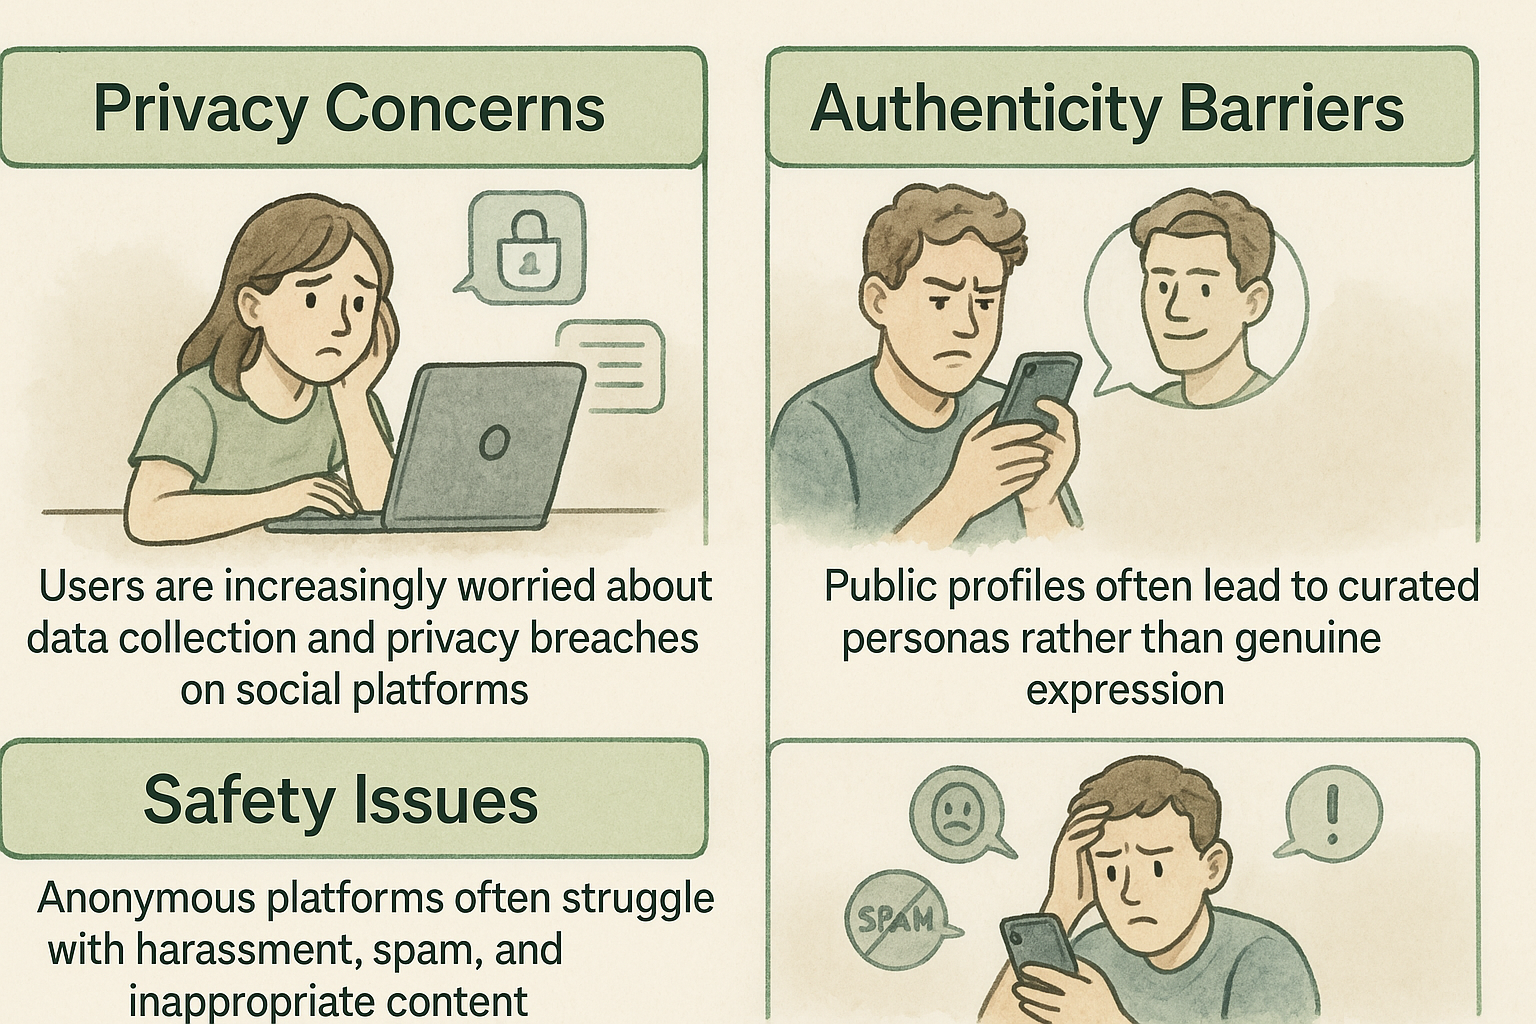 Privacy Concerns
Users are increasingly worried about
data collection and privacy breaches
on social platforms
Authenticity Barriers
Public profiles often lead to curated
personas rather than genuine
expression
Safety Issues
Anonymous platforms often struggle
with harassment, spam, and
inappropriate content
SPAM